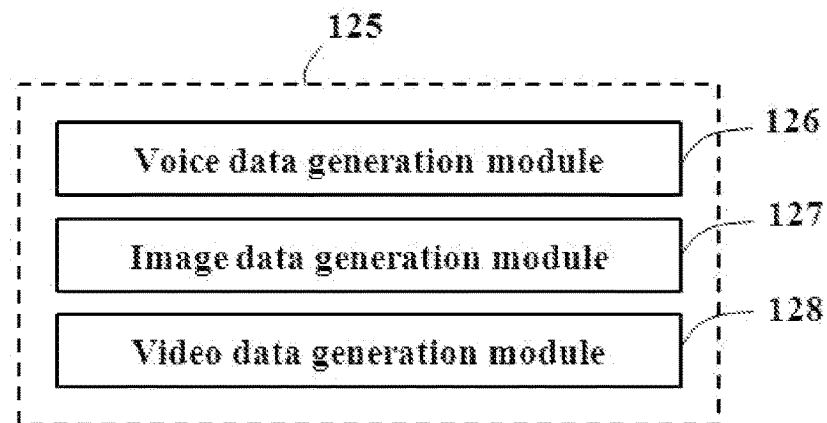 125
Voice data generation module
126
Image data generation module
127
Video data generation module
128